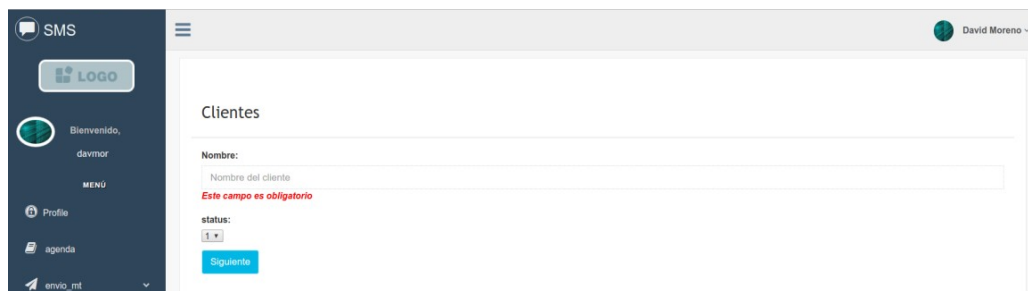 SMS
LOGO
Bienvenido,
davmor
MENÚ
Profile
agenda
envio_mt
David Moreno
Clientes
Nombre:
Nombre del cliente
Este campo es obligatorio
status:
1
Siguiente